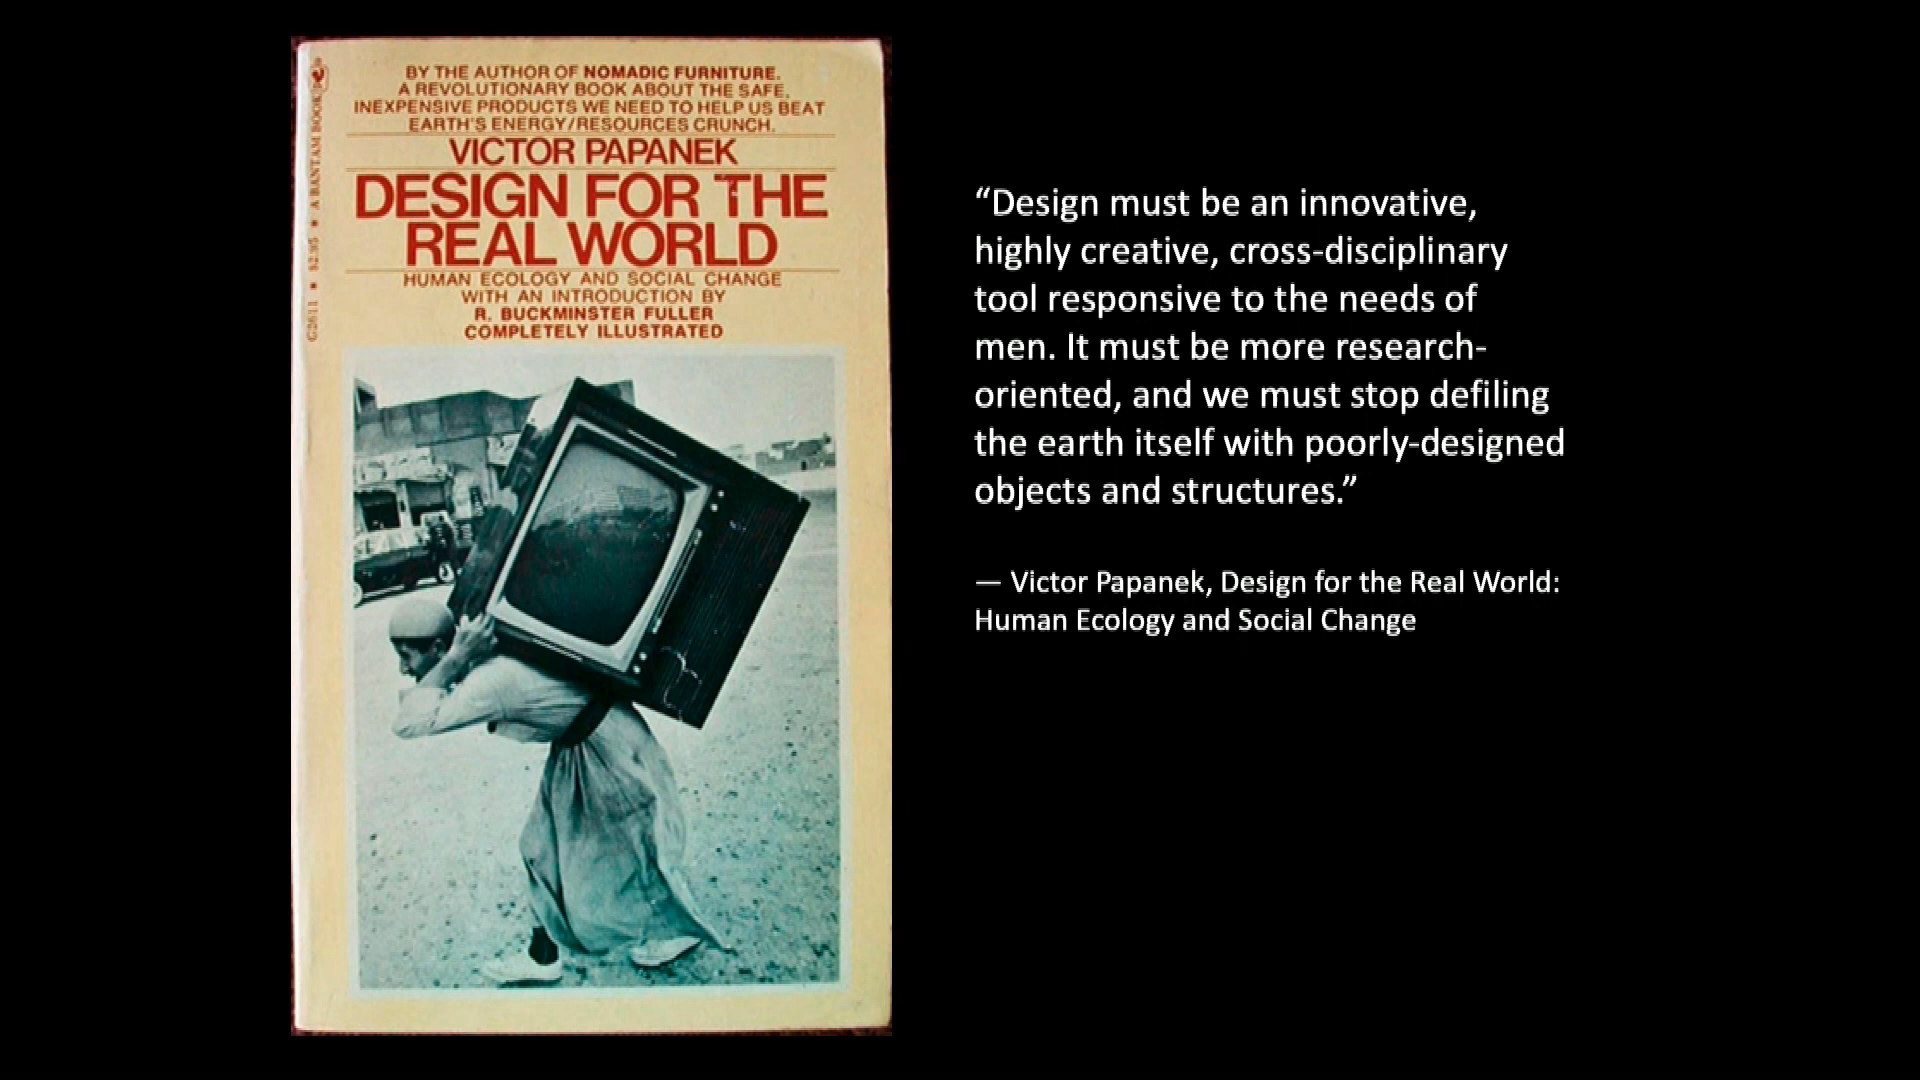 BY THE AUTHOR OF NOMADIC FURNITURE.
A REVOLUTIONARY BOOK ABOUT THE SAFE,
INEXPENSIVE PRODUCTS WE NEED TO HELP US BEAT
EARTH'S ENERGY/RESOURCES CRUNCH.
VICTOR PAPANEK
DESIGN FOR THE
REAL WORLD
HUMAN ECOLOGY AND SOCIAL CHANGE
WITH AN INTRODUCTION BY
R. BUCKMINSTER FULLER
COMPLETELY ILLUSTRATED
G2611 • $2.95 • A BANTAM BOOK
“Design must be an innovative,
highly creative, cross-disciplinary
tool responsive to the needs of
men. It must be more research-
oriented, and we must stop defiling
the earth itself with poorly-designed
objects and structures.”
— Victor Papanek, Design for the Real World:
Human Ecology and Social Change